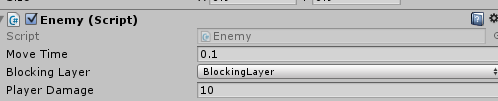 Enemy (Script)
Script Enemy
Move Time 0.1
Blocking Layer BlockingLayer
Player Damage 10